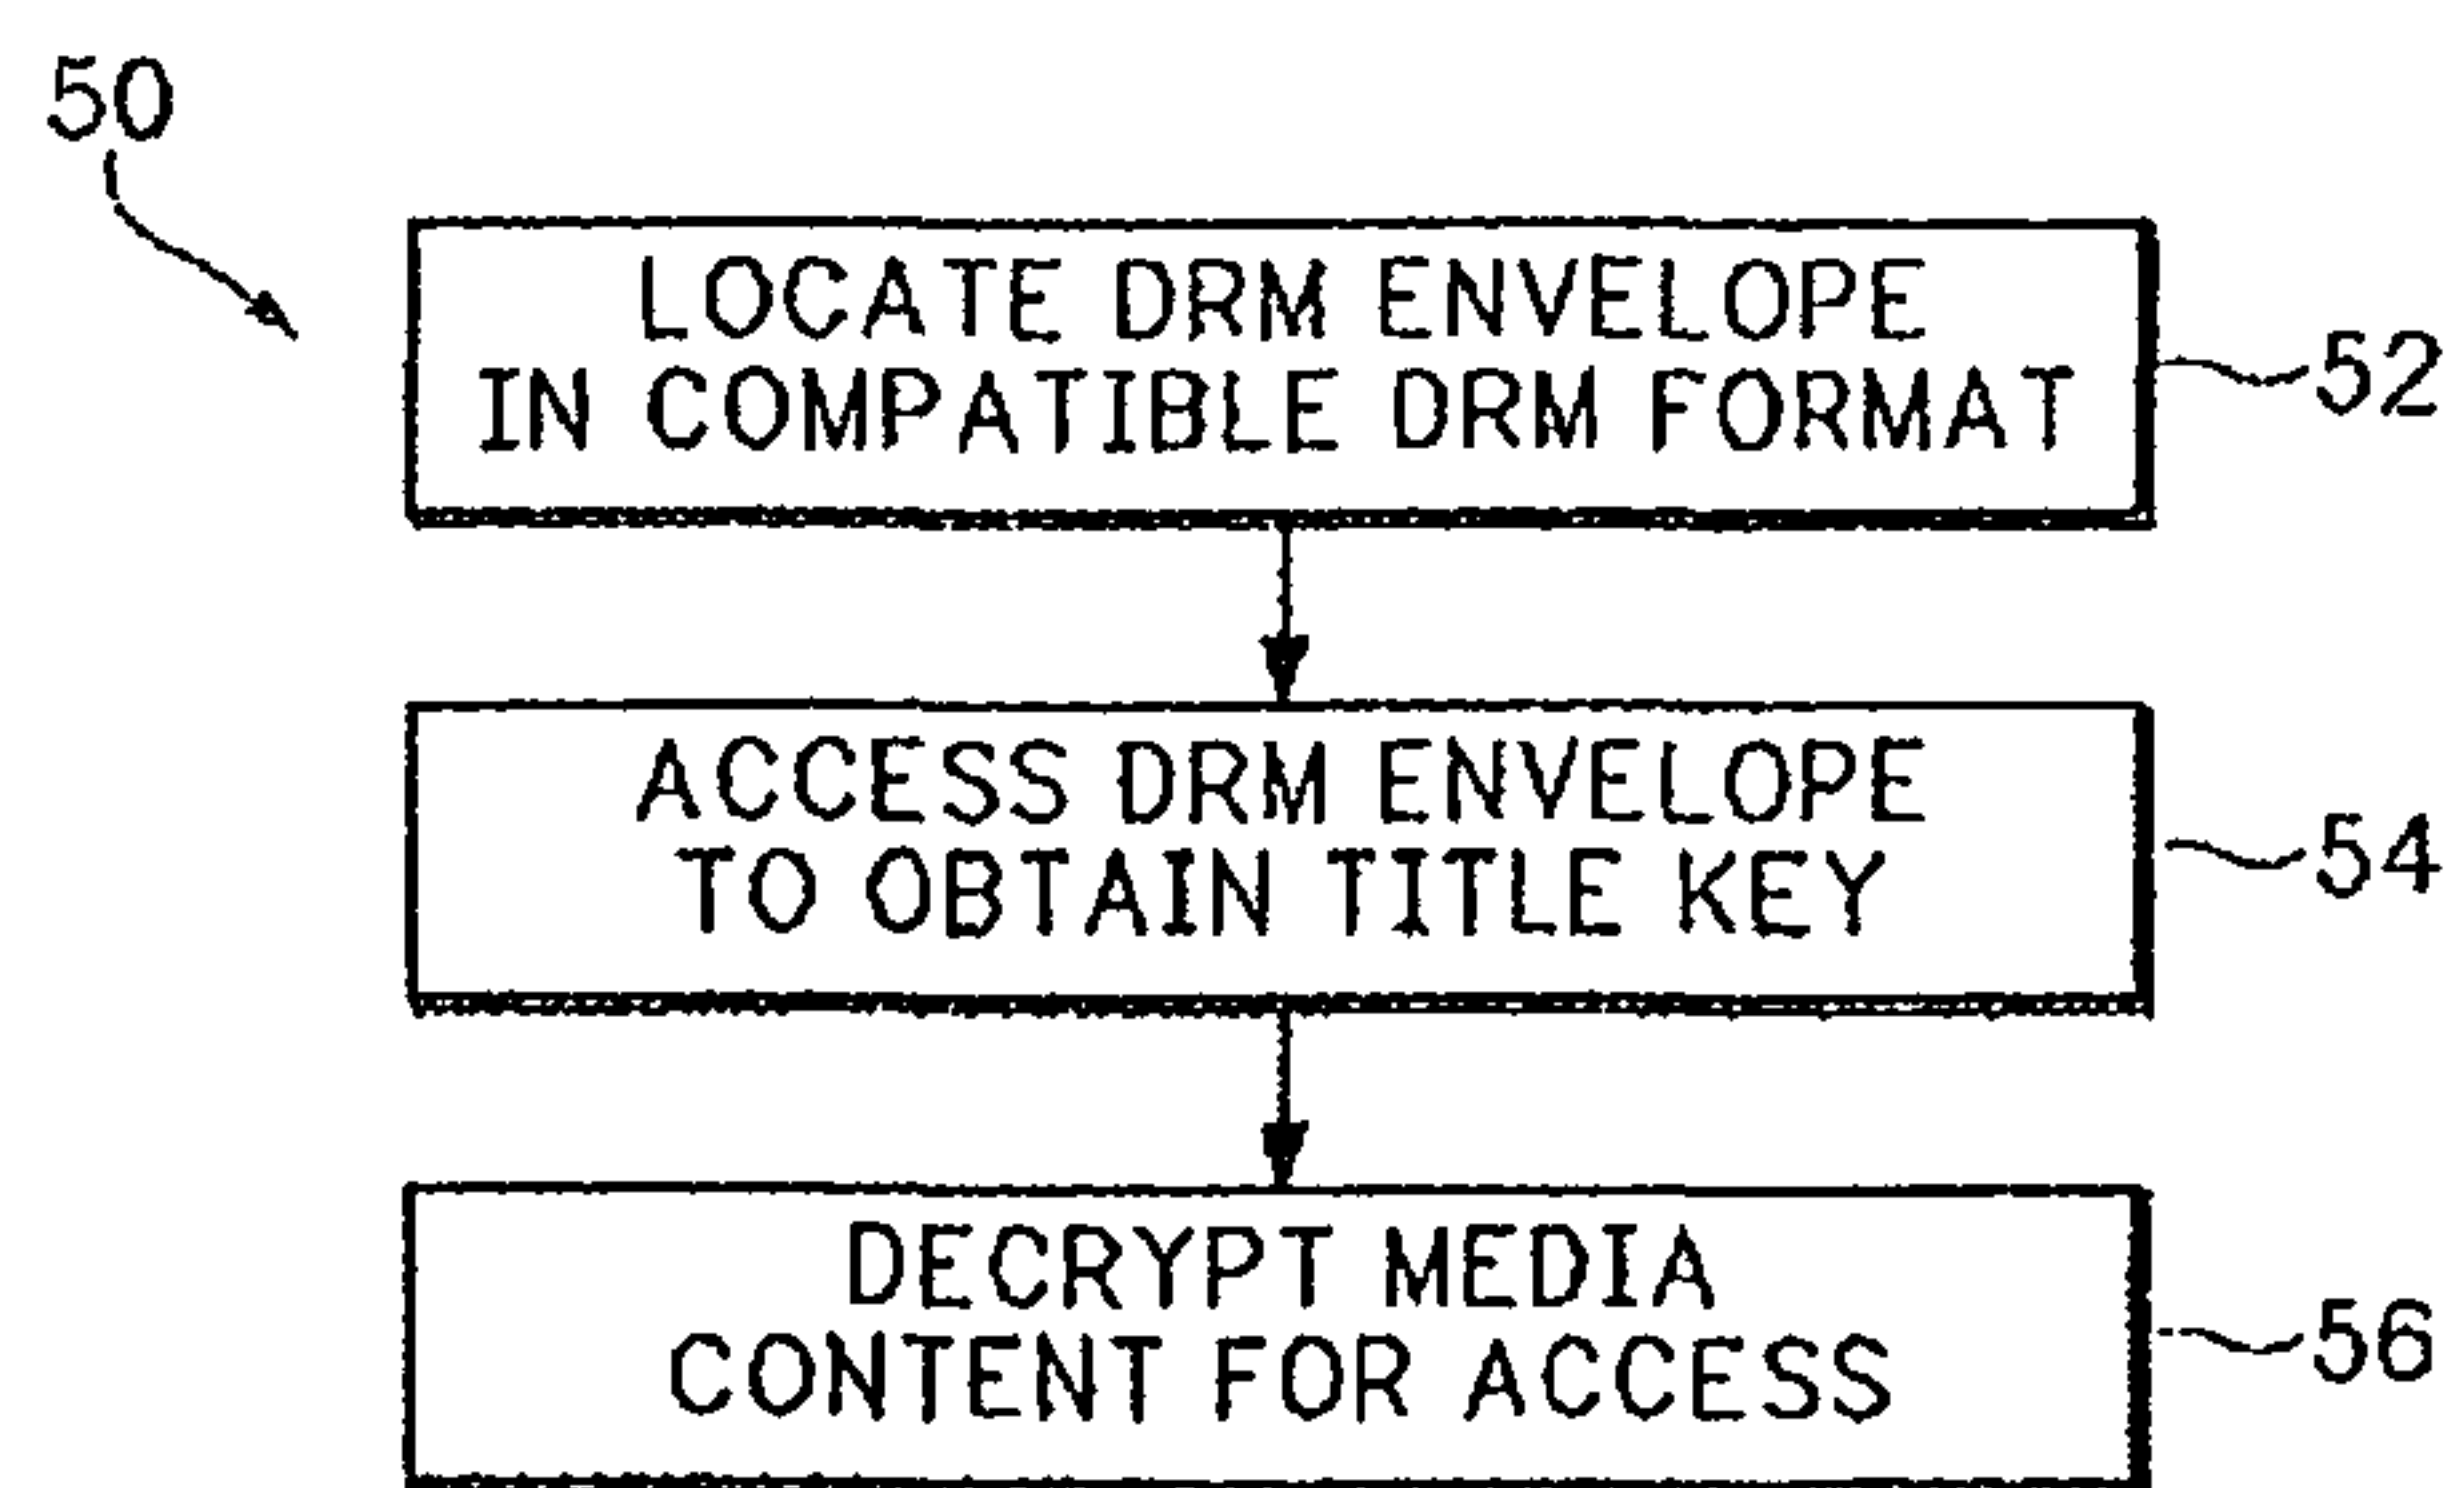 50
LOCATE DRM ENVELOPE
IN COMPATIBLE DRM FORMAT
52
ACCESS DRM ENVELOPE
TO OBTAIN TITLE KEY
54
DECRYPT MEDIA
CONTENT FOR ACCESS
56